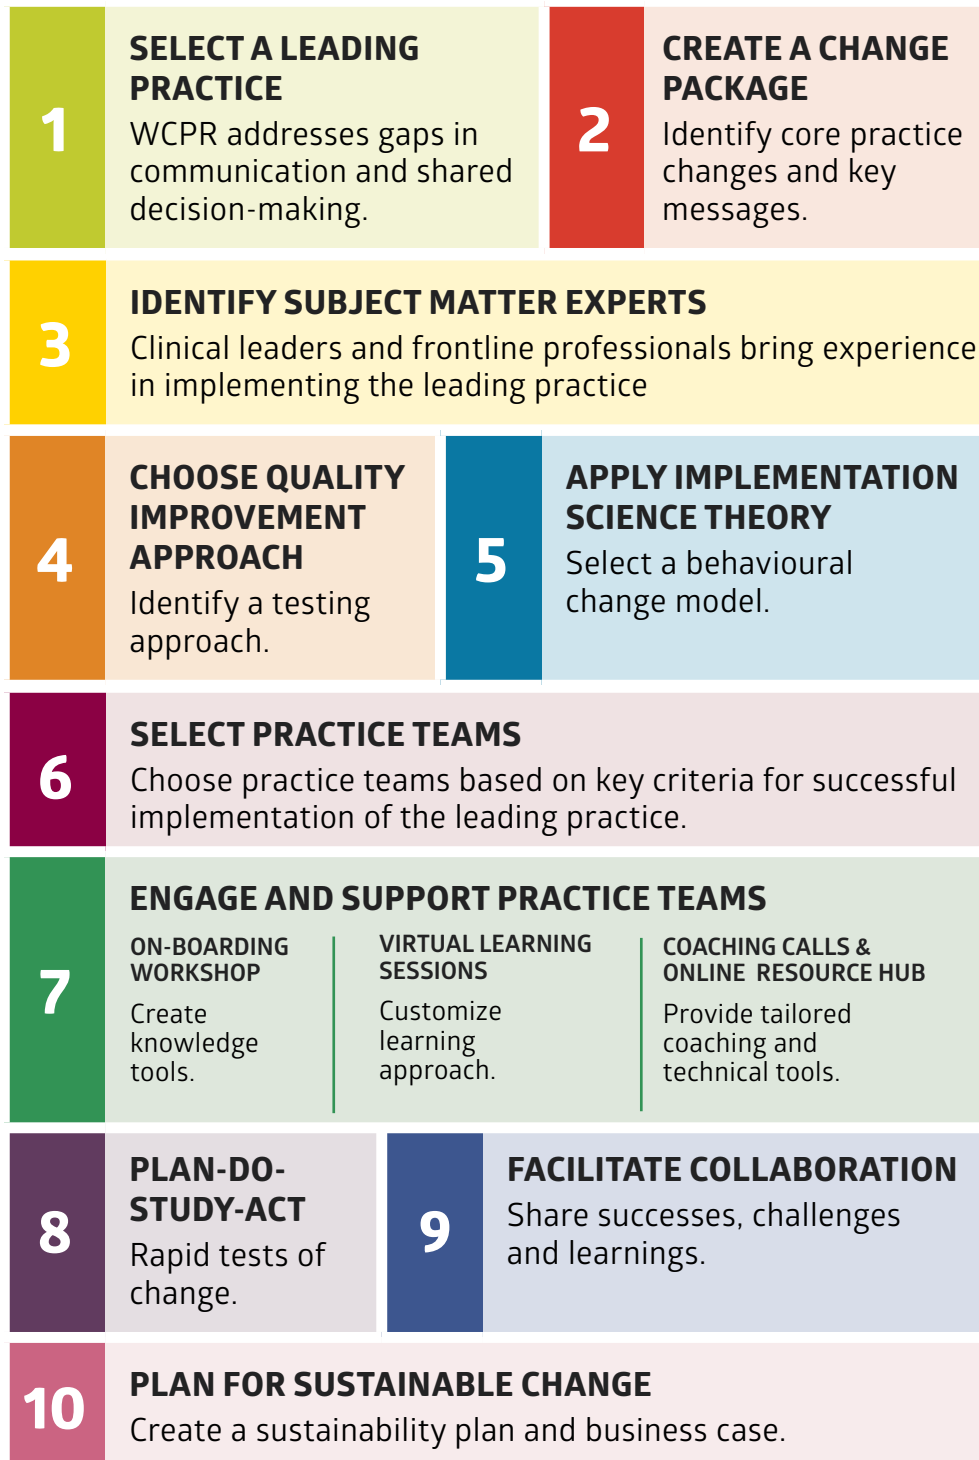 1
SELECT A LEADING
PRACTICE
WCPR addresses gaps in
communication and shared
decision-making.
2
CREATE A CHANGE
PACKAGE
Identify core practice
changes and key
messages.
3
IDENTIFY SUBJECT MATTER EXPERTS
Clinical leaders and frontline professionals bring experience
in implementing the leading practice
4
CHOOSE QUALITY
IMPROVEMENT
APPROACH
Identify a testing
approach.
5
APPLY IMPLEMENTATION
SCIENCE THEORY
Select a behavioural
change model.
6
SELECT PRACTICE TEAMS
Choose practice teams based on key criteria for successful
implementation of the leading practice.
7
ENGAGE AND SUPPORT PRACTICE TEAMS
ON-BOARDING
WORKSHOP
Create
knowledge
tools.
VIRTUAL LEARNING
SESSIONS
Customize
learning
approach.
COACHING CALLS &
ONLINE RESOURCE HUB
Provide tailored
coaching and
technical tools.
8
PLAN-DO-
STUDY-ACT
Rapid tests of
change.
9
FACILITATE COLLABORATION
Share successes, challenges
and learnings.
10
PLAN FOR SUSTAINABLE CHANGE
Create a sustainability plan and business case.